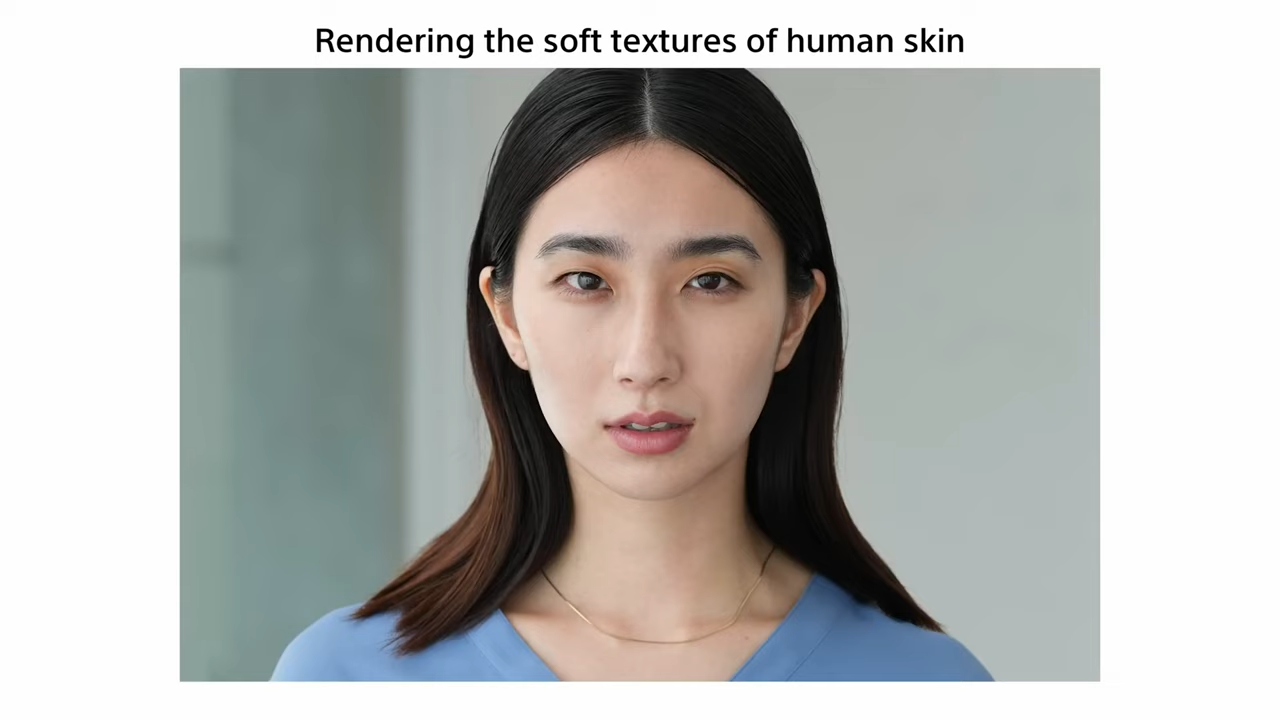 Rendering the soft textures of human skin